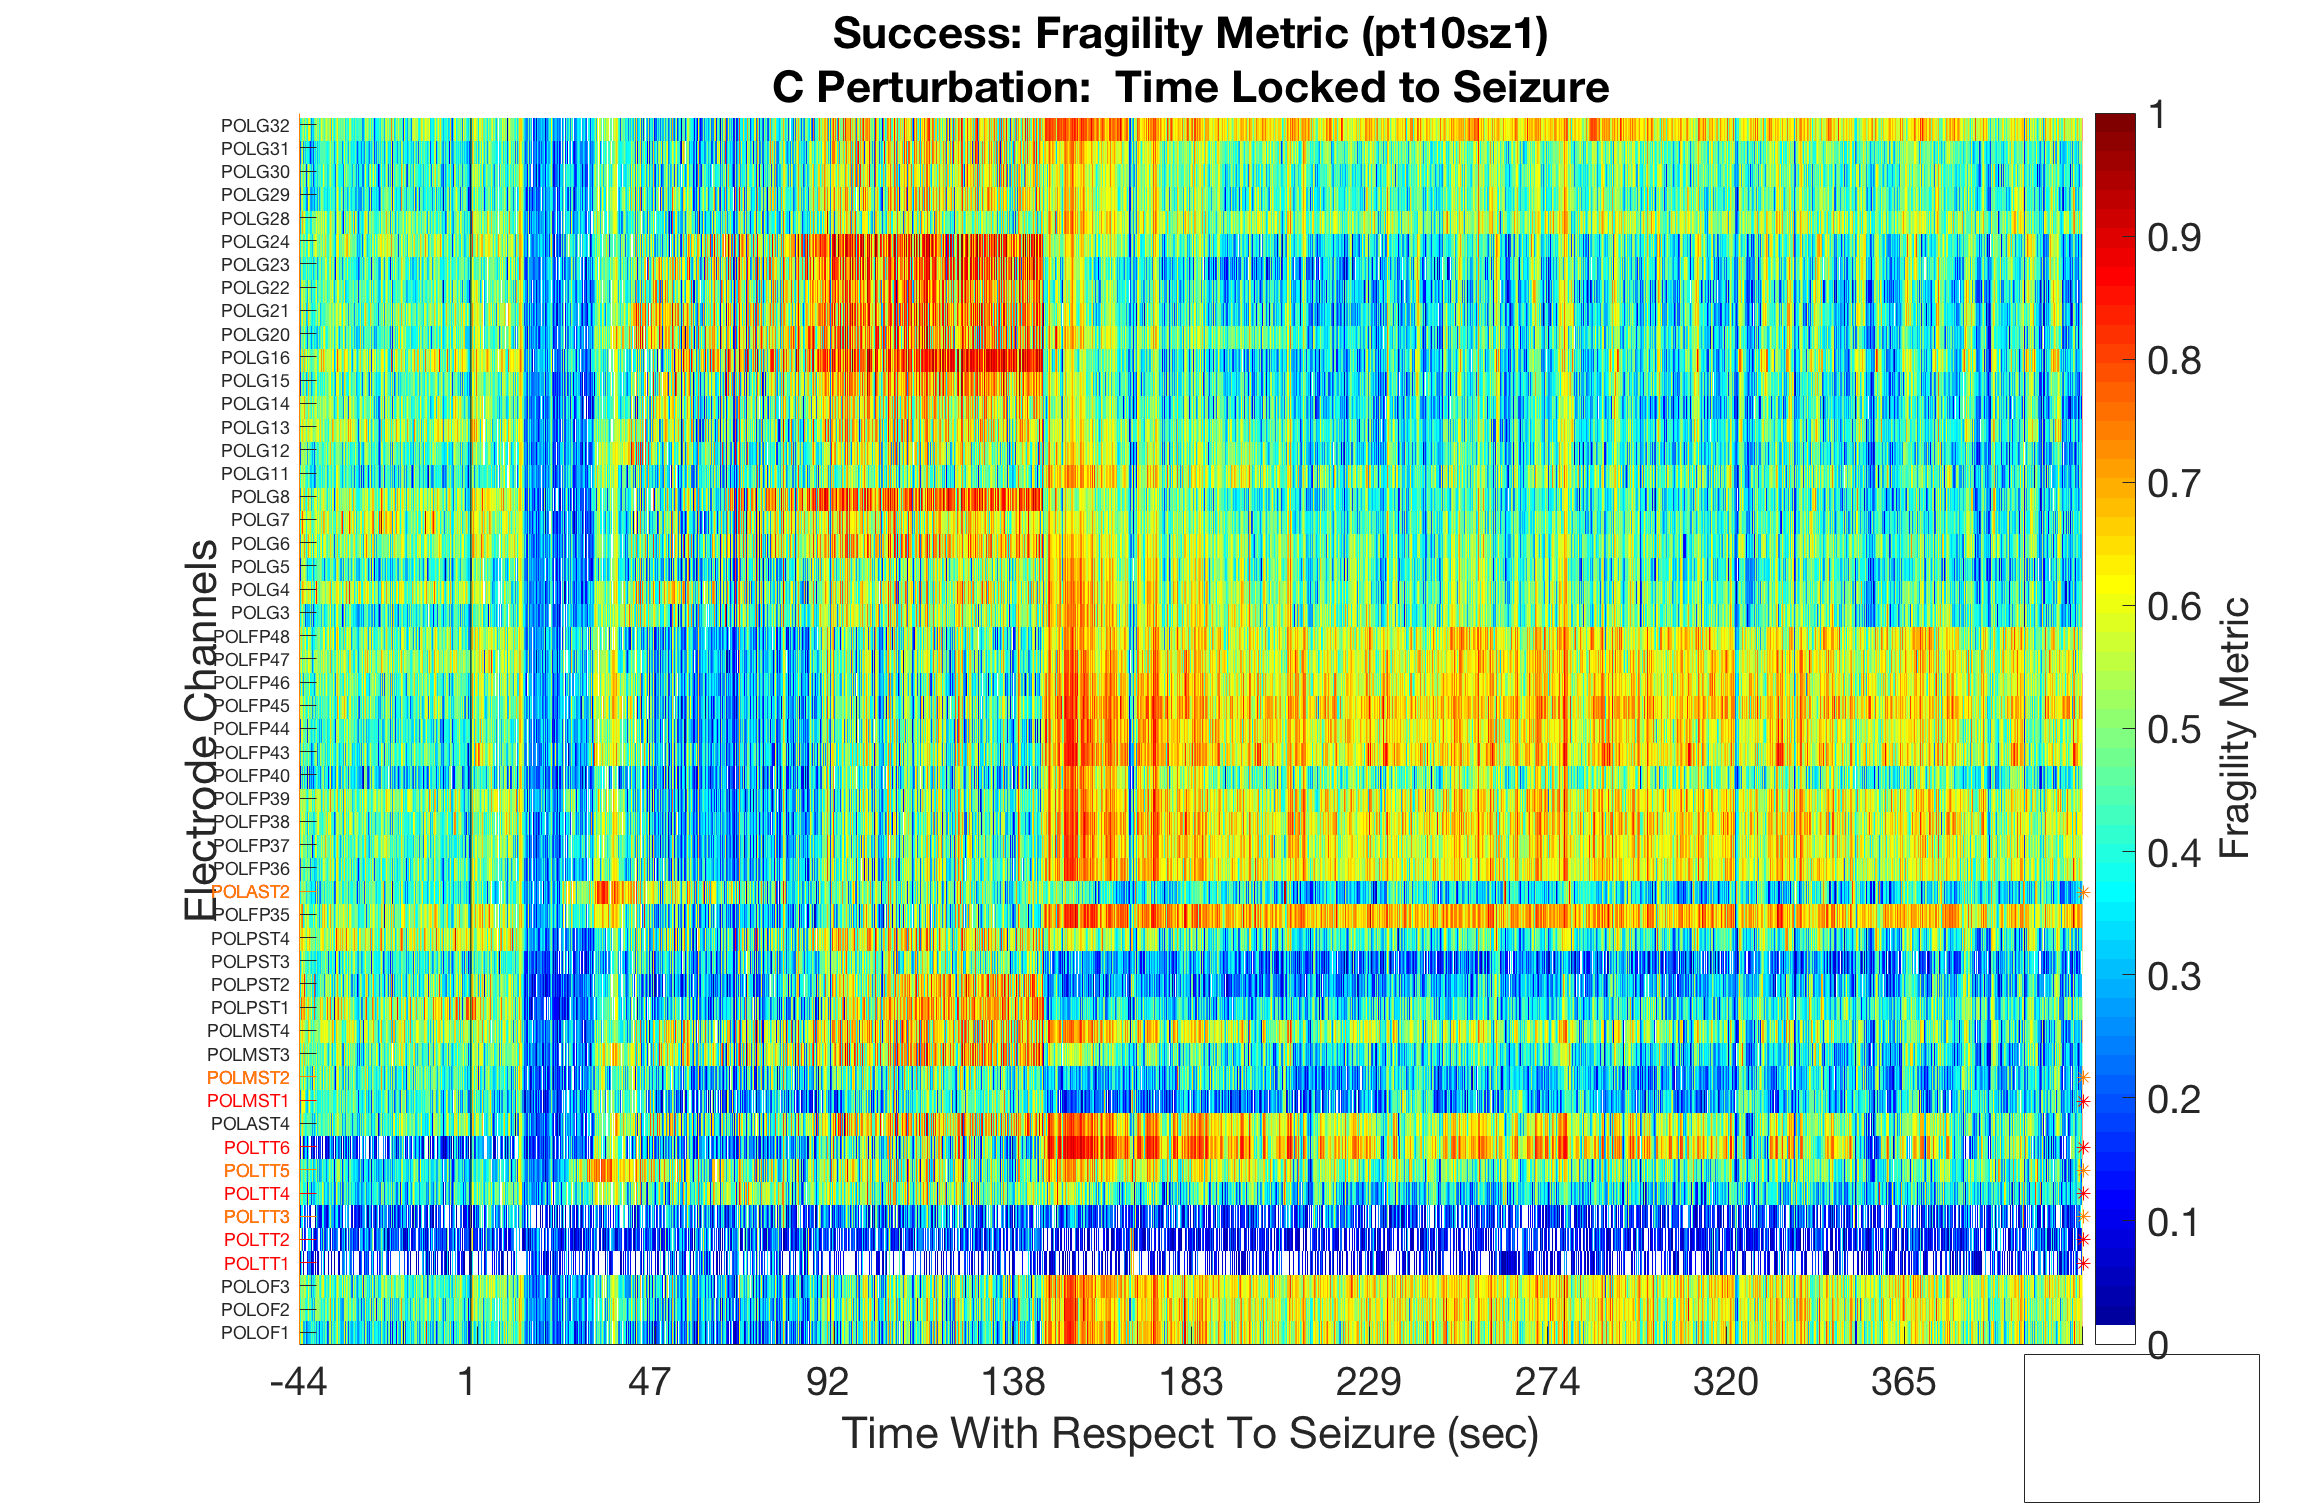 Success: Fragility Metric (pt10sz1)
C Perturbation:  Time Locked to Seizure
Electrode Channels
POLG32
POLG31
POLG30
POLG29
POLG28
POLG24
POLG23
POLG22
POLG21
POLG20
POLG16
POLG15
POLG14
POLG13
POLG12
POLG11
POLG8
POLG7
POLG6
POLG5
POLG4
POLG3
POLFP48
POLFP47
POLFP46
POLFP45
POLFP44
POLFP43
POLFP40
POLFP39
POLFP38
POLFP37
POLFP36
POLAST2
POLFP35
POLPST4
POLPST3
POLPST2
POLPST1
POLMST4
POLMST3
POLMST2
POLMST1
POLAST4
POLTT6
POLTT5
POLTT4
POLTT3
POLTT2
POLTT1
POLOF3
POLOF2
POLOF1
-44 1 47 92 138 183 229 274 320 365
Time With Respect To Seizure (sec)
1
0.9
0.8
0.7
0.6
0.5
0.4
0.3
0.2
0.1
0
Fragility Metric